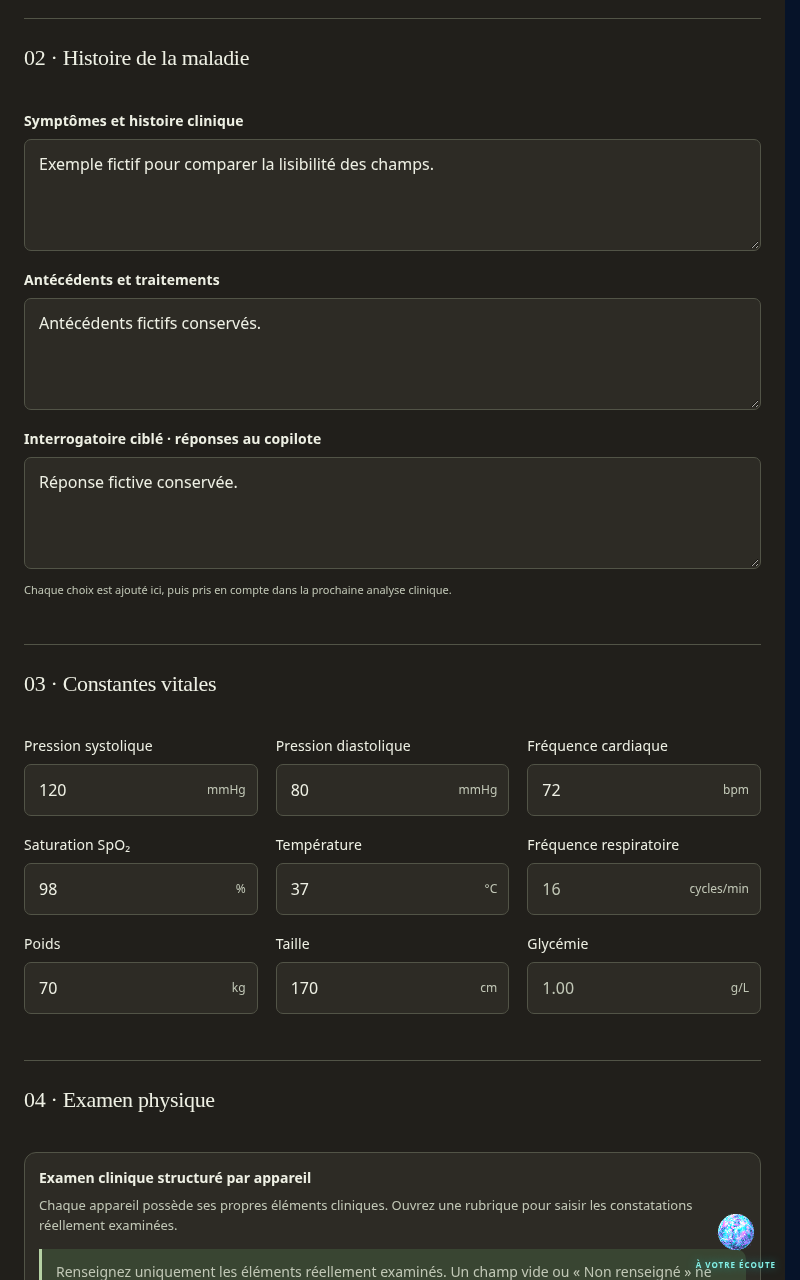 02 · Histoire de la maladie
Symptômes et histoire clinique
Exemple fictif pour comparer la lisibilité des champs.
Antécédents et traitements
Antécédents fictifs conservés.
Interrogatoire ciblé · réponses au copilote
Réponse fictive conservée.
Chaque choix est ajouté ici, puis pris en compte dans la prochaine analyse clinique.
03 · Constantes vitales
Pression systolique
120 mmHg
Pression diastolique
80 mmHg
Fréquence cardiaque
72 bpm
Saturation SpO₂
98 %
Température
37 °C
Fréquence respiratoire
16 cycles/min
Poids
70 kg
Taille
170 cm
Glycémie
1.00 g/L
04 · Examen physique
Examen clinique structuré par appareil
Chaque appareil possède ses propres éléments cliniques. Ouvrez une rubrique pour saisir les constatations
réellement examinées.
Renseignez uniquement les éléments réellement examinés. Un champ vide ou « Non renseigné » ne
À VOTRE ÉCOUTE